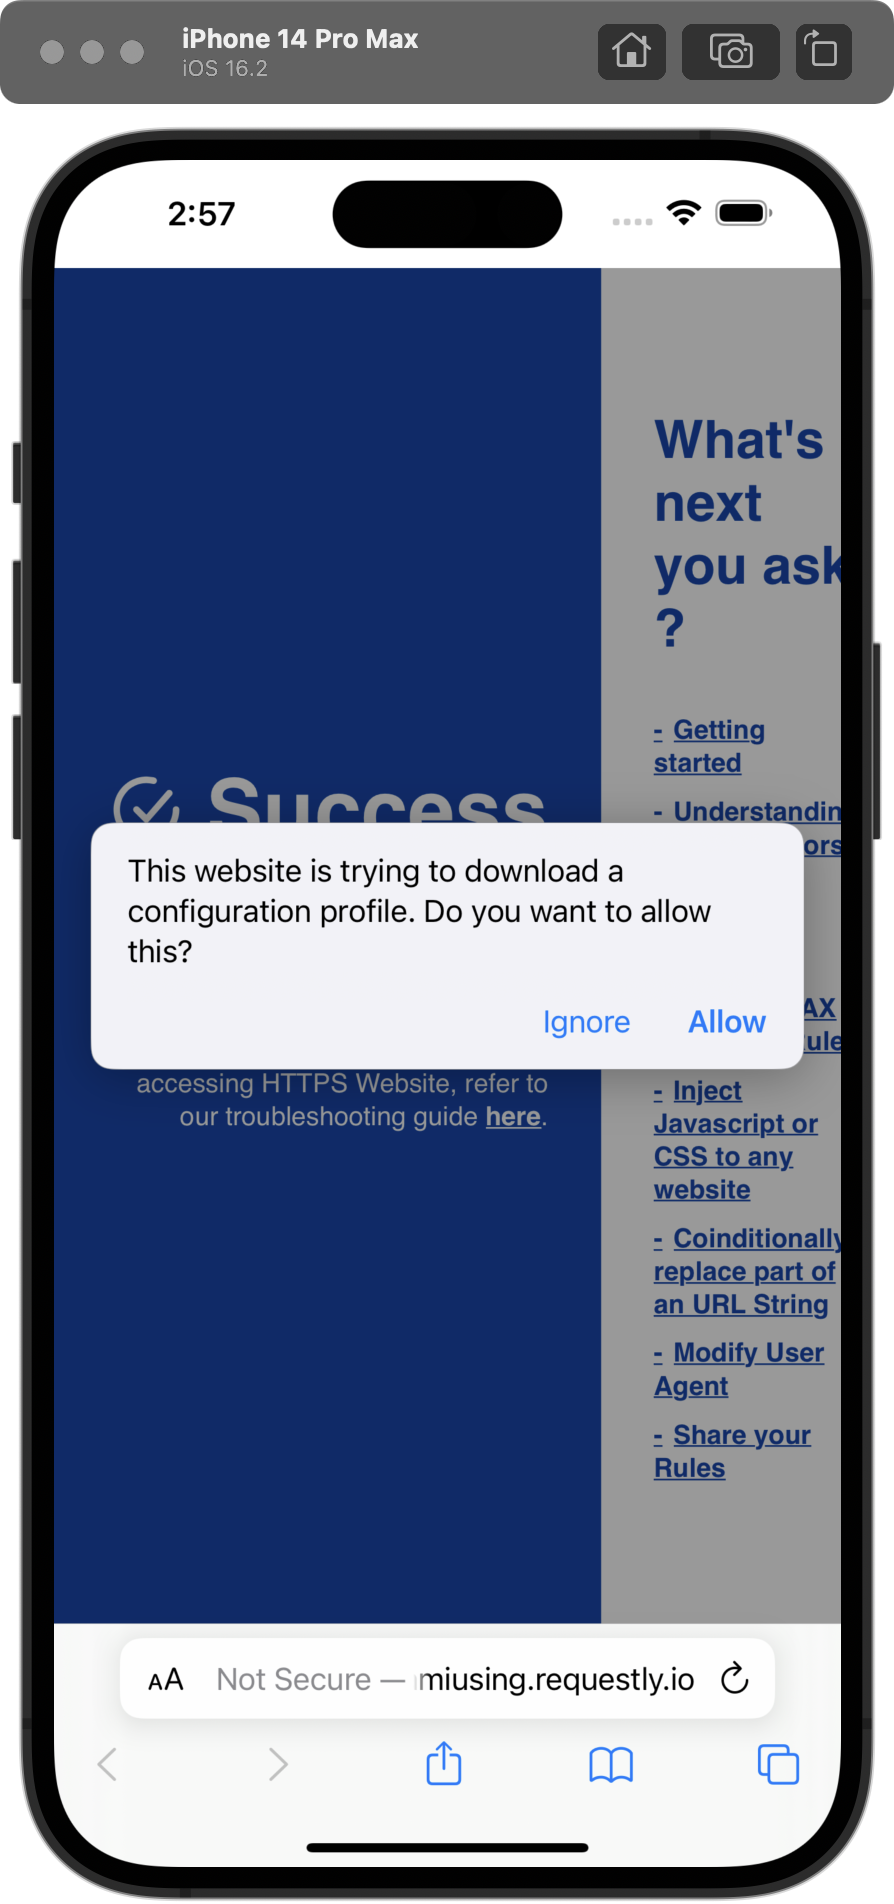 iPhone 14 Pro Max
iOS 16.2
2:57
Success
accessing HTTPS Website, refer to
our troubleshooting guide here.
What's
next
you ask
?
- Getting
started
- Understandin
ors
AX
ule
- Inject
Javascript or
CSS to any
website
- Coinditionally
replace part of
an URL String
- Modify User
Agent
- Share your
Rules
This website is trying to download a
configuration profile. Do you want to allow
this?
Ignore Allow
AA Not Secure — miusing.requestly.io